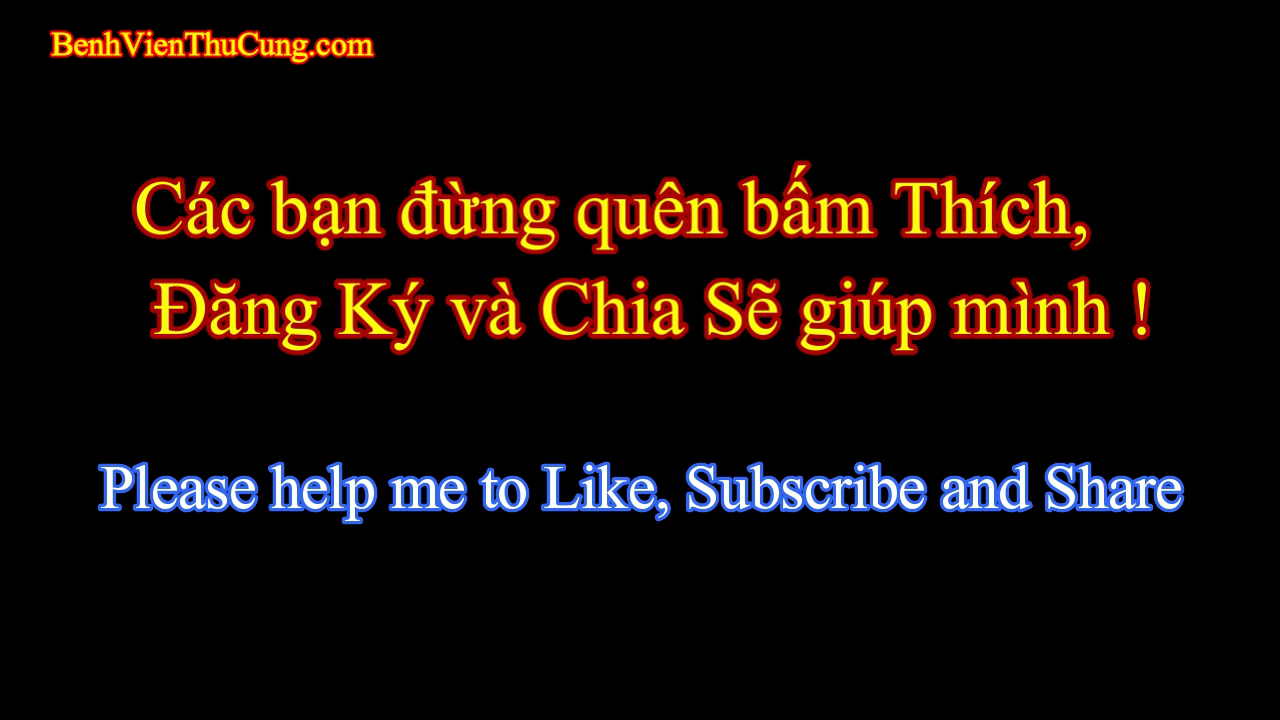 BenhVienThuCung.com
Các bạn đừng quên bấm Thích,
Đăng Ký và Chia Sẽ giúp mình !
Please help me to Like, Subscribe and Share